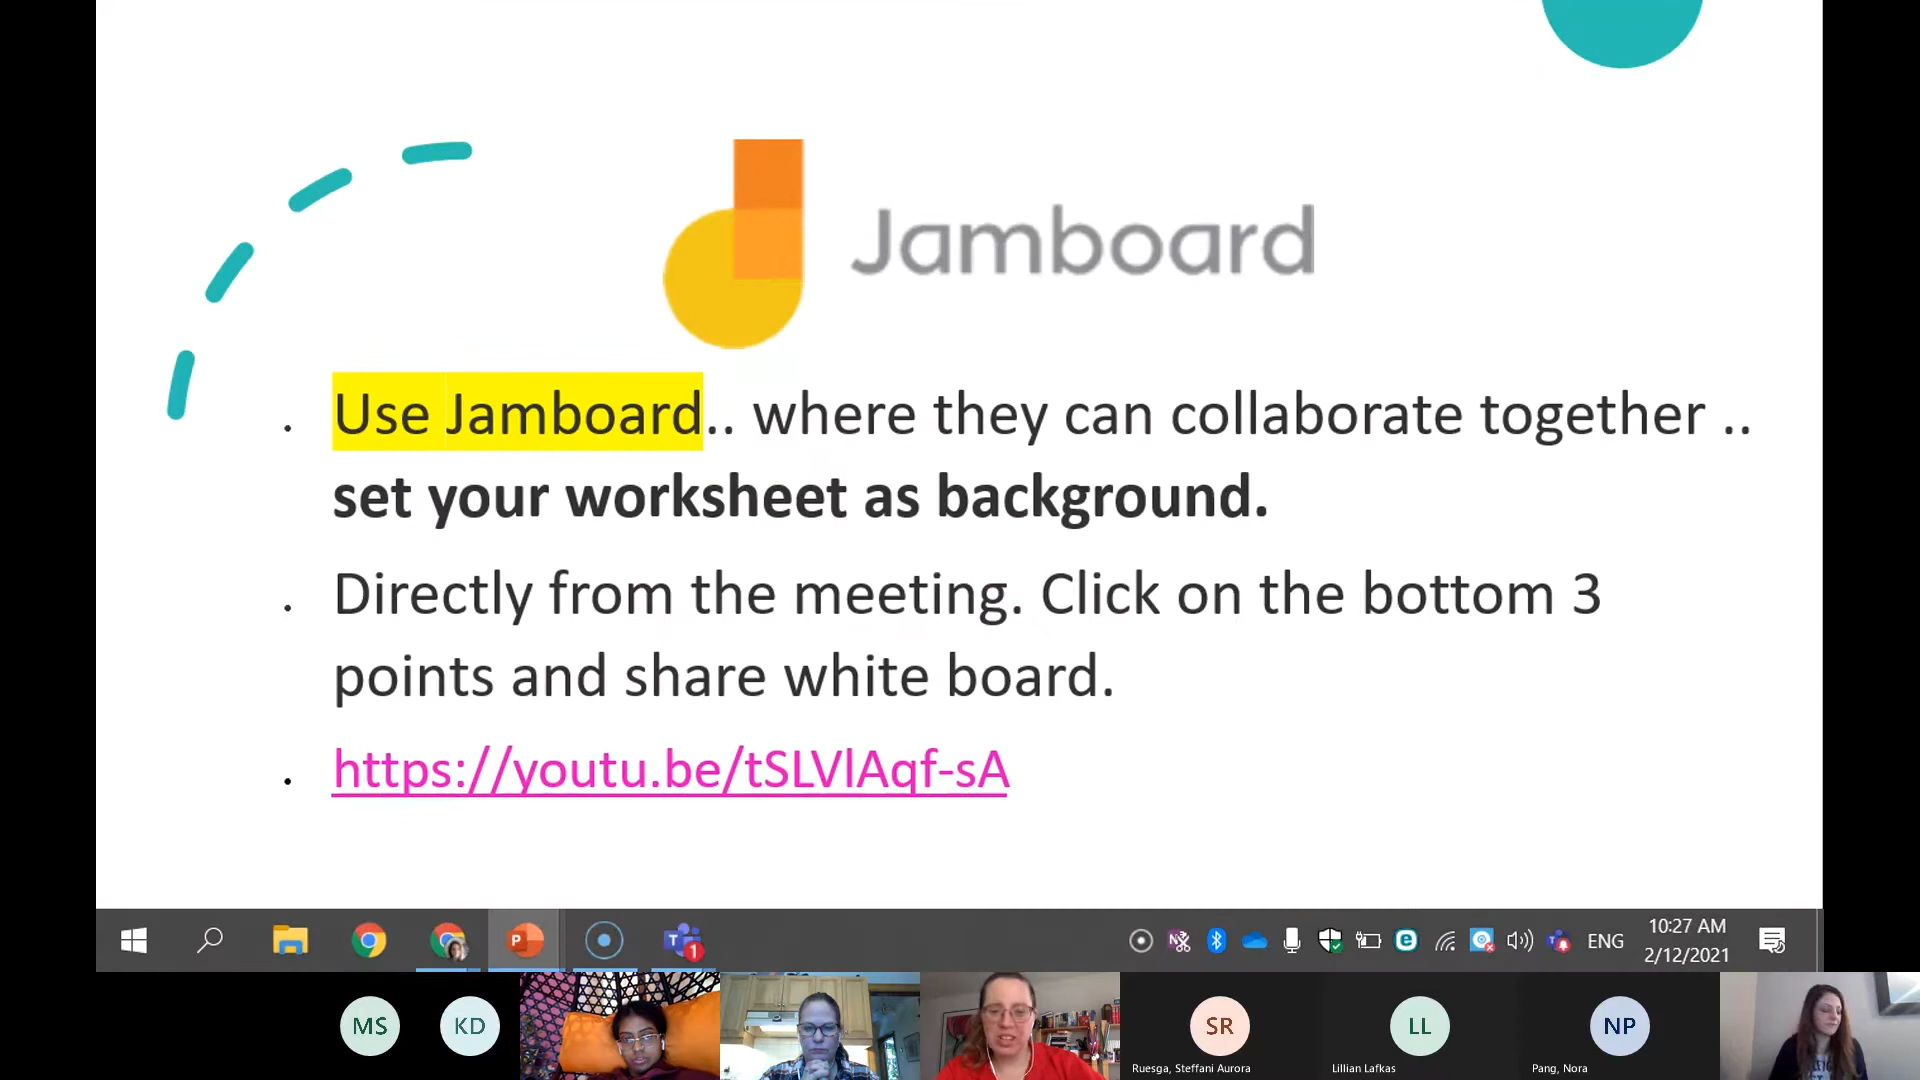 Jamboard
Use Jamboard.. where they can collaborate together ..
set your worksheet as background.
Directly from the meeting. Click on the bottom 3
points and share white board.
https://youtu.be/tSLVlAqf-sA
P
T
1
N
e
ENG
10:27 AM
2/12/2021
MS
KD
SR
LL
NP
Ruesga, Steffani Aurora
Lillian Lafkas
Pang, Nora